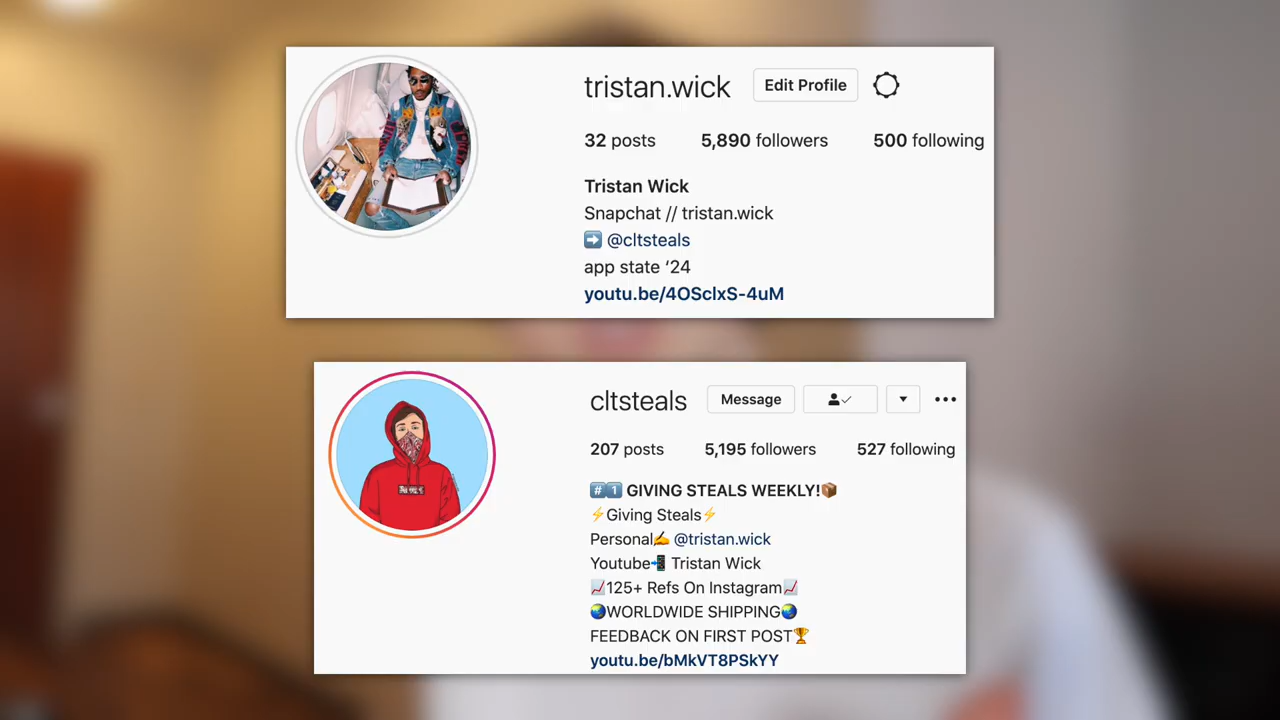 tristan.wick Edit Profile
32 posts 5,890 followers 500 following
Tristan Wick
Snapchat // tristan.wick
➡️ @cltsteals
app state ‘24
youtu.be/4OSclxS-4uM
cltsteals Message
207 posts 5,195 followers 527 following
#️⃣1️⃣ GIVING STEALS WEEKLY!📦
⚡Giving Steals⚡
Personal✍️ @tristan.wick
Youtube📲 Tristan Wick
📈125+ Refs On Instagram📈
🌏WORLDWIDE SHIPPING🌏
FEEDBACK ON FIRST POST🏆
youtu.be/bMkVT8PSkYY